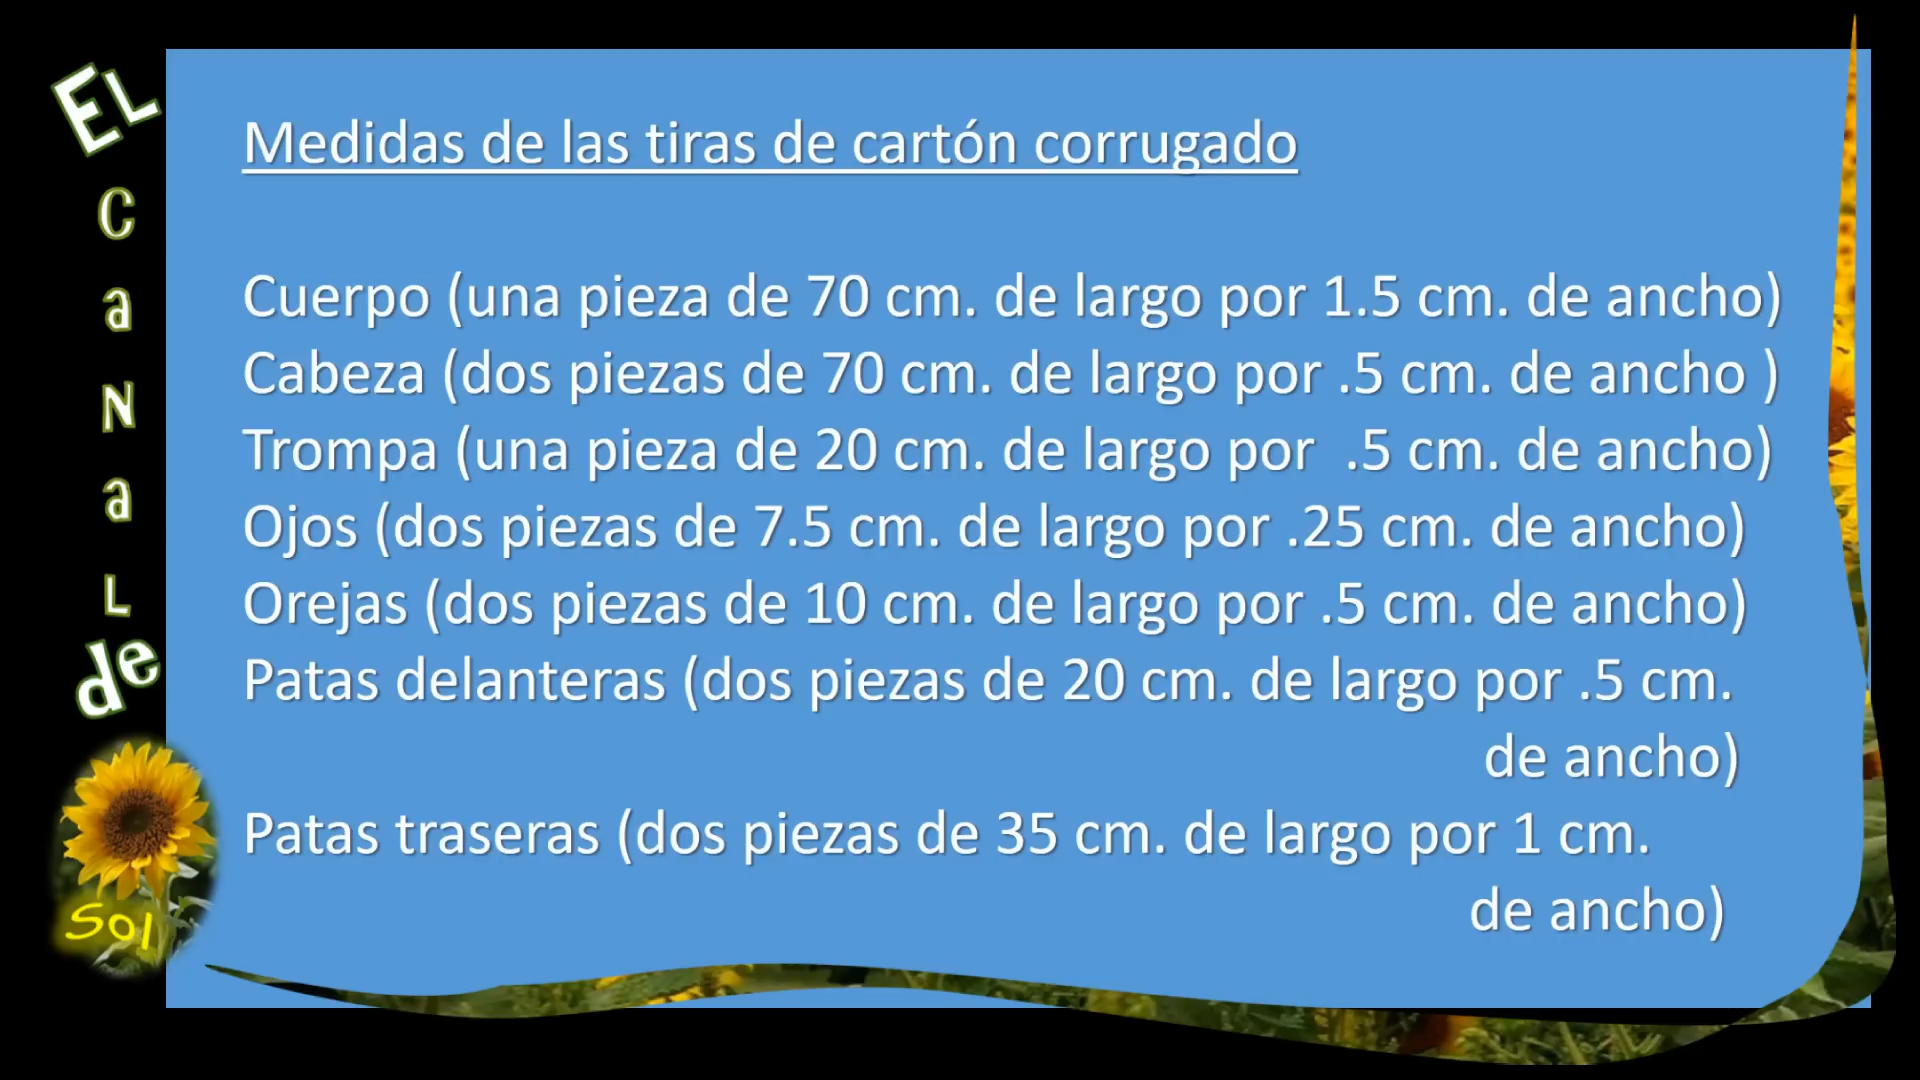 EL
CaNaL
de
Sol
Medidas de las tiras de cartón corrugado
Cuerpo (una pieza de 70 cm. de largo por 1.5 cm. de ancho)
Cabeza (dos piezas de 70 cm. de largo por .5 cm. de ancho )
Trompa (una pieza de 20 cm. de largo por .5 cm. de ancho)
Ojos (dos piezas de 7.5 cm. de largo por .25 cm. de ancho)
Orejas (dos piezas de 10 cm. de largo por .5 cm. de ancho)
Patas delanteras (dos piezas de 20 cm. de largo por .5 cm.
de ancho)
Patas traseras (dos piezas de 35 cm. de largo por 1 cm.
de ancho)